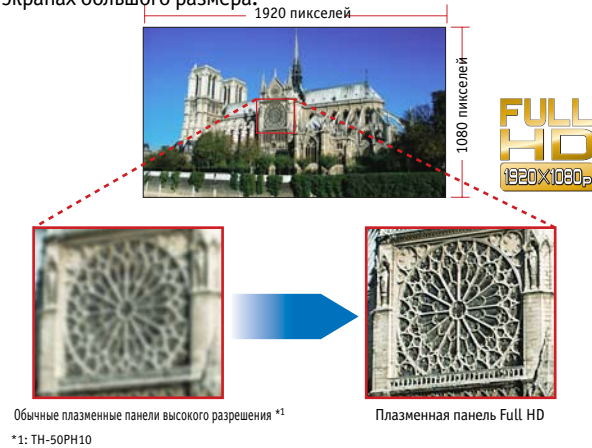 экранах большого размера.
1920 пикселей
1080 пикселей
FULL
HD
1920X1080p
Обычные плазменные панели высокого разрешения *1
Плазменная панель Full HD
*1: TH-50PH10